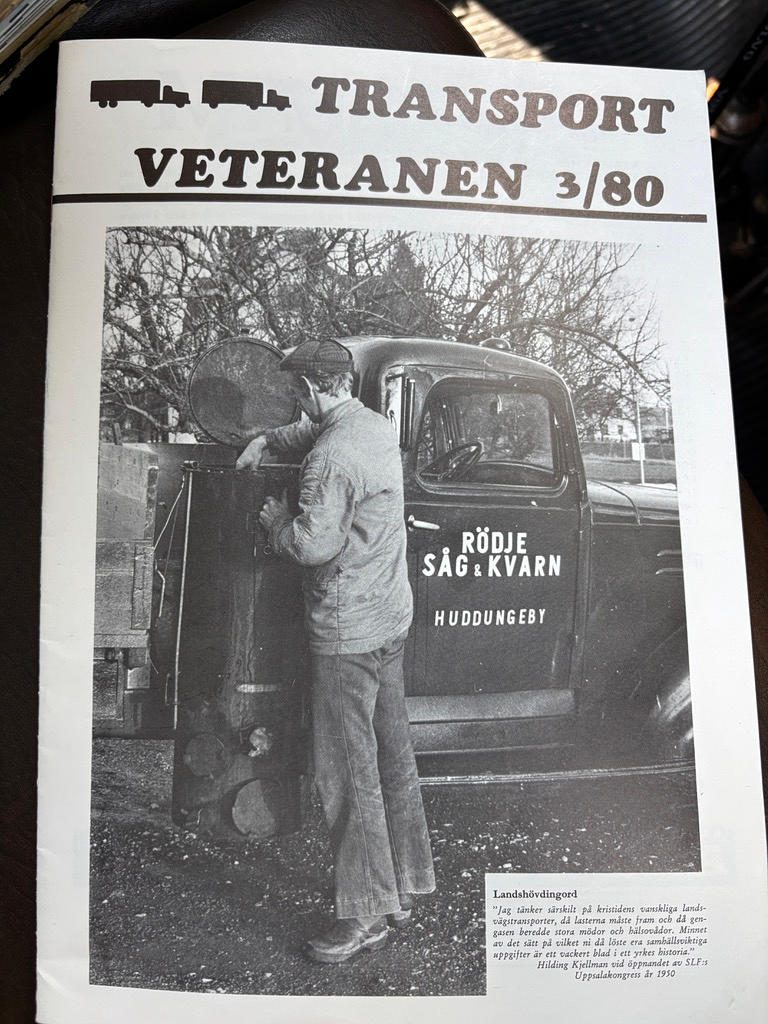 TRANSPORT
VETERANEN 3/80
RÖDJE
SÅG & KVARN
HUDDUNGEBY
Landshövdingord
"Jag tänker särskilt på kristidens vanskliga lands-
vägstransporter, då lasterna måste fram och då gen-
gasen beredde stora mödor och hälsovådor. Minnet
av det sätt på vilket ni då löste era samhällsviktiga
uppgifter är ett vackert blad i ett yrkes historia."
Hilding Kjellman vid öppnandet av SLF:s
Uppsalakongress år 1950